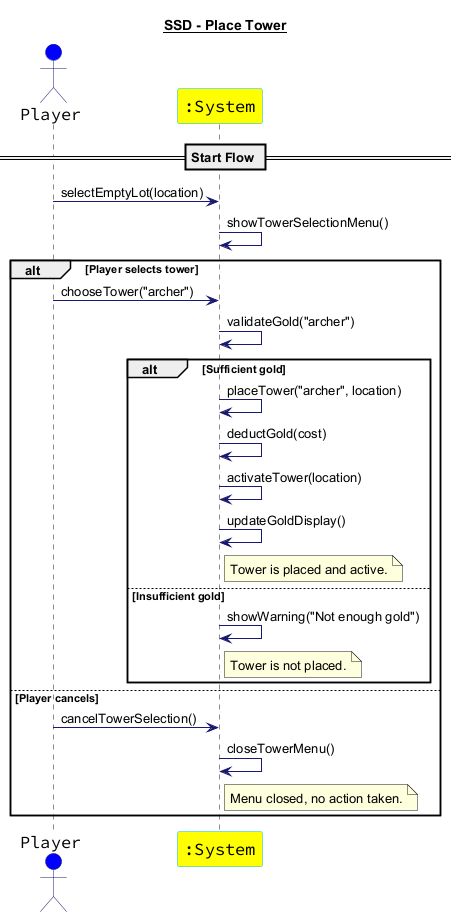 SSD - Place Tower
Player
:System
Start Flow
selectEmptyLot(location)
showTowerSelectionMenu()
alt [Player selects tower]
chooseTower("archer")
validateGold("archer")
alt [Sufficient gold]
placeTower("archer", location)
deductGold(cost)
activateTower(location)
updateGoldDisplay()
Tower is placed and active.
[Insufficient gold]
showWarning("Not enough gold")
Tower is not placed.
[Player cancels]
cancelTowerSelection()
closeTowerMenu()
Menu closed, no action taken.
Player
:System